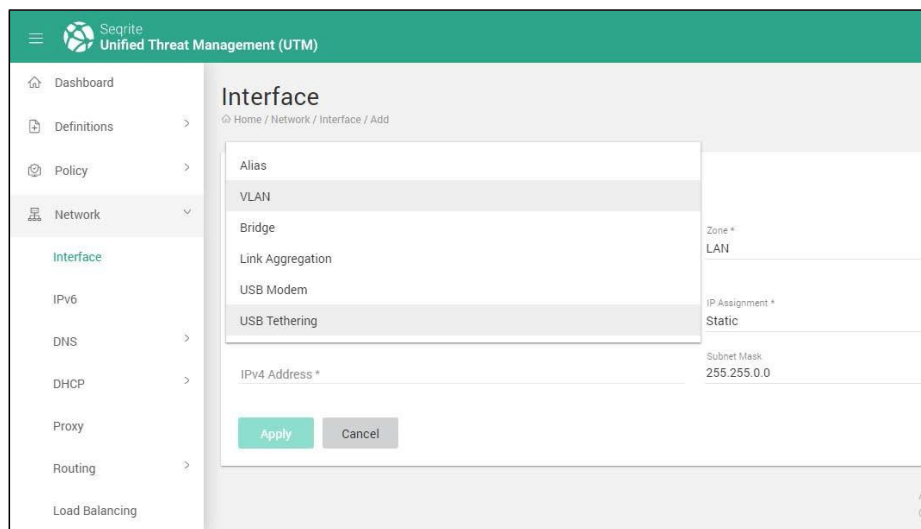 Seqrite
Unified Threat Management (UTM)
Dashboard
Definitions
Policy
Network
Interface
IPv6
DNS
DHCP
Proxy
Routing
Load Balancing
Interface
Home / Network / Interface / Add
Alias
VLAN
Bridge
Link Aggregation
USB Modem
USB Tethering
Zone *
LAN
IP Assignment *
Static
IPv4 Address *
Subnet Mask
255.255.0.0
Apply
Cancel